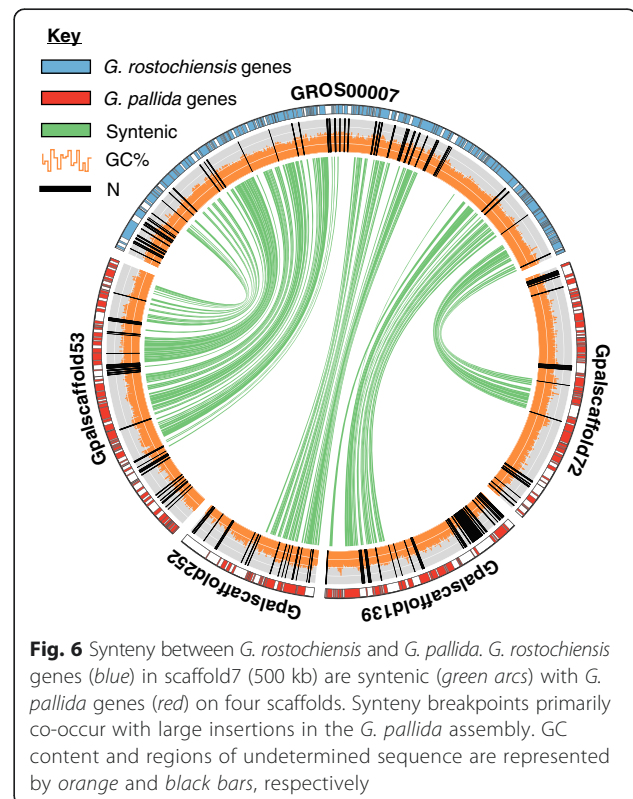 Key
G. rostochiensis genes
G. pallida genes
Syntenic
GC%
N
GROS00007
Gpalscaffold72
Gpalscaffold139
Gpalscaffold252
Gpalscaffold53
Fig. 6 Synteny between G. rostochiensis and G. pallida. G. rostochiensis
genes (blue) in scaffold7 (500 kb) are syntenic (green arcs) with G.
pallida genes (red) on four scaffolds. Synteny breakpoints primarily
co-occur with large insertions in the G. pallida assembly. GC
content and regions of undetermined sequence are represented
by orange and black bars, respectively